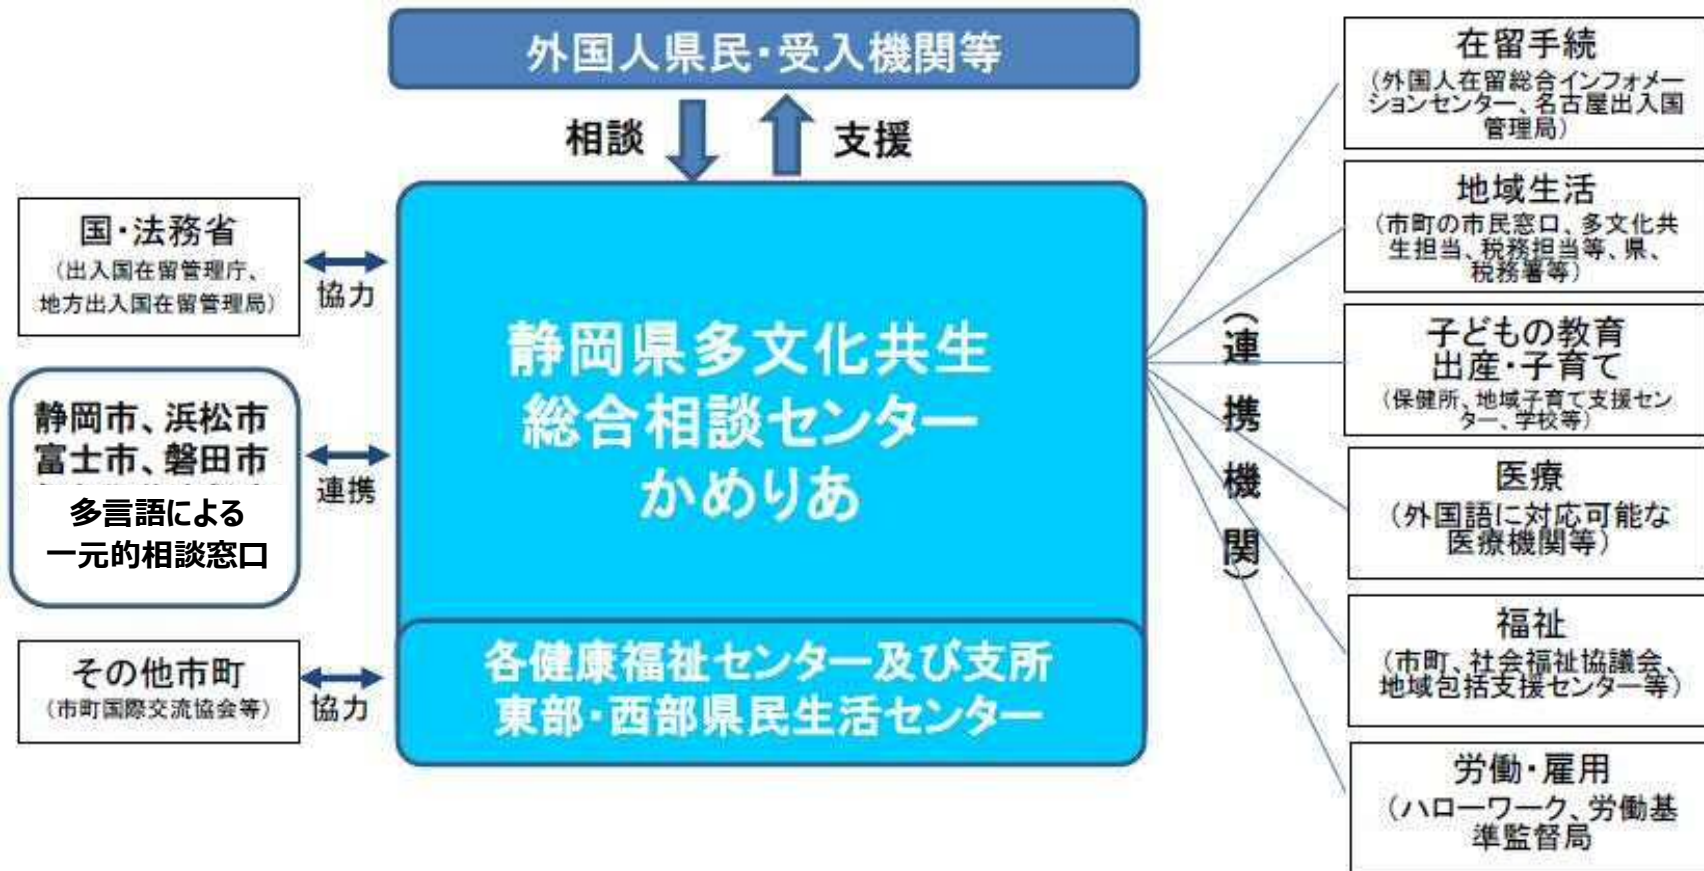 外国人県民・受入機関等
相談
支援
国・法務省
（出入国在留管理庁、
地方出入国在留管理局）
協力
静岡市、浜松市
富士市、磐田市
多言語による
一元的相談窓口
連携
その他市町
（市町国際交流協会等）
協力
静岡県多文化共生
総合相談センター
かめりあ
各健康福祉センター及び支所
東部・西部県民生活センター
（連携機関）
在留手続
（外国人在留総合インフォメー
ションセンター、名古屋出入国
管理局）
地域生活
（市町の市民窓口、多文化共
生担当、税務担当等、県、
税務署等）
子どもの教育
出産・子育て
（保健所、地域子育て支援セン
ター、学校等）
医療
（外国語に対応可能な
医療機関等）
福祉
（市町、社会福祉協議会、
地域包括支援センター等）
労働・雇用
（ハローワーク、労働基
準監督局